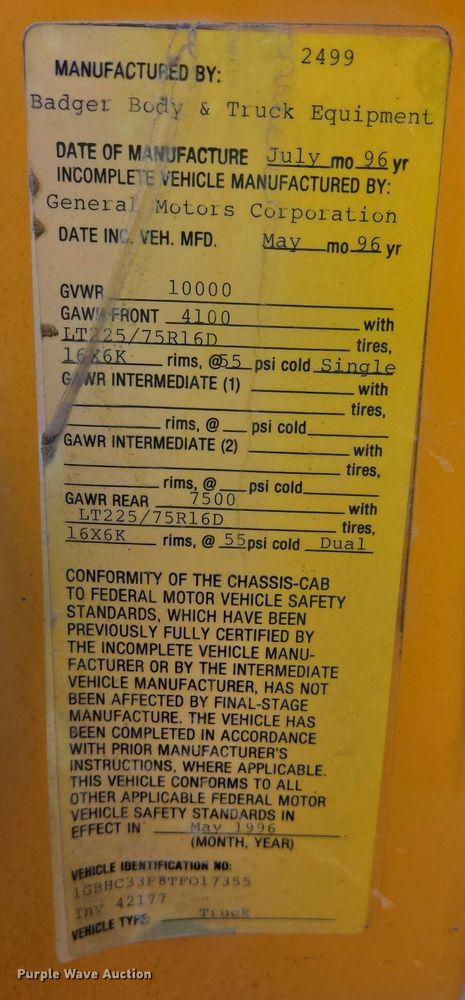 2499
MANUFACTURED BY:
Badger Body & Truck Equipment
DATE OF MANUFACTURE July mo 96 yr
INCOMPLETE VEHICLE MANUFACTURED BY:
General Motors Corporation
DATE INC. VEH. MFD. May mo 96 yr
GVWR 10000
GAWR FRONT 4100 with
LT225/75R16D tires,
16X6K rims, @55 psi cold Single
GAWR INTERMEDIATE (1) with
tires,
rims, @ psi cold
GAWR INTERMEDIATE (2) with
tires,
rims, @ psi cold
GAWR REAR 7500 with
LT225/75R16D tires,
16X6K rims, @ 55 psi cold Dual
CONFORMITY OF THE CHASSIS-CAB
TO FEDERAL MOTOR VEHICLE SAFETY
STANDARDS, WHICH HAVE BEEN
PREVIOUSLY FULLY CERTIFIED BY
THE INCOMPLETE VEHICLE MANU-
FACTURER OR BY THE INTERMEDIATE
VEHICLE MANUFACTURER, HAS NOT
BEEN AFFECTED BY FINAL-STAGE
MANUFACTURE. THE VEHICLE HAS
BEEN COMPLETED IN ACCORDANCE
WITH PRIOR MANUFACTURER'S
INSTRUCTIONS, WHERE APPLICABLE.
THIS VEHICLE CONFORMS TO ALL
OTHER APPLICABLE FEDERAL MOTOR
VEHICLE SAFETY STANDARDS IN
EFFECT IN May 1996
(MONTH, YEAR)
VEHICLE IDENTIFICATION NO:
1GBHC33F8TF017355
Inv 42177
VEHICLE TYPE Truck
Purple Wave Auction